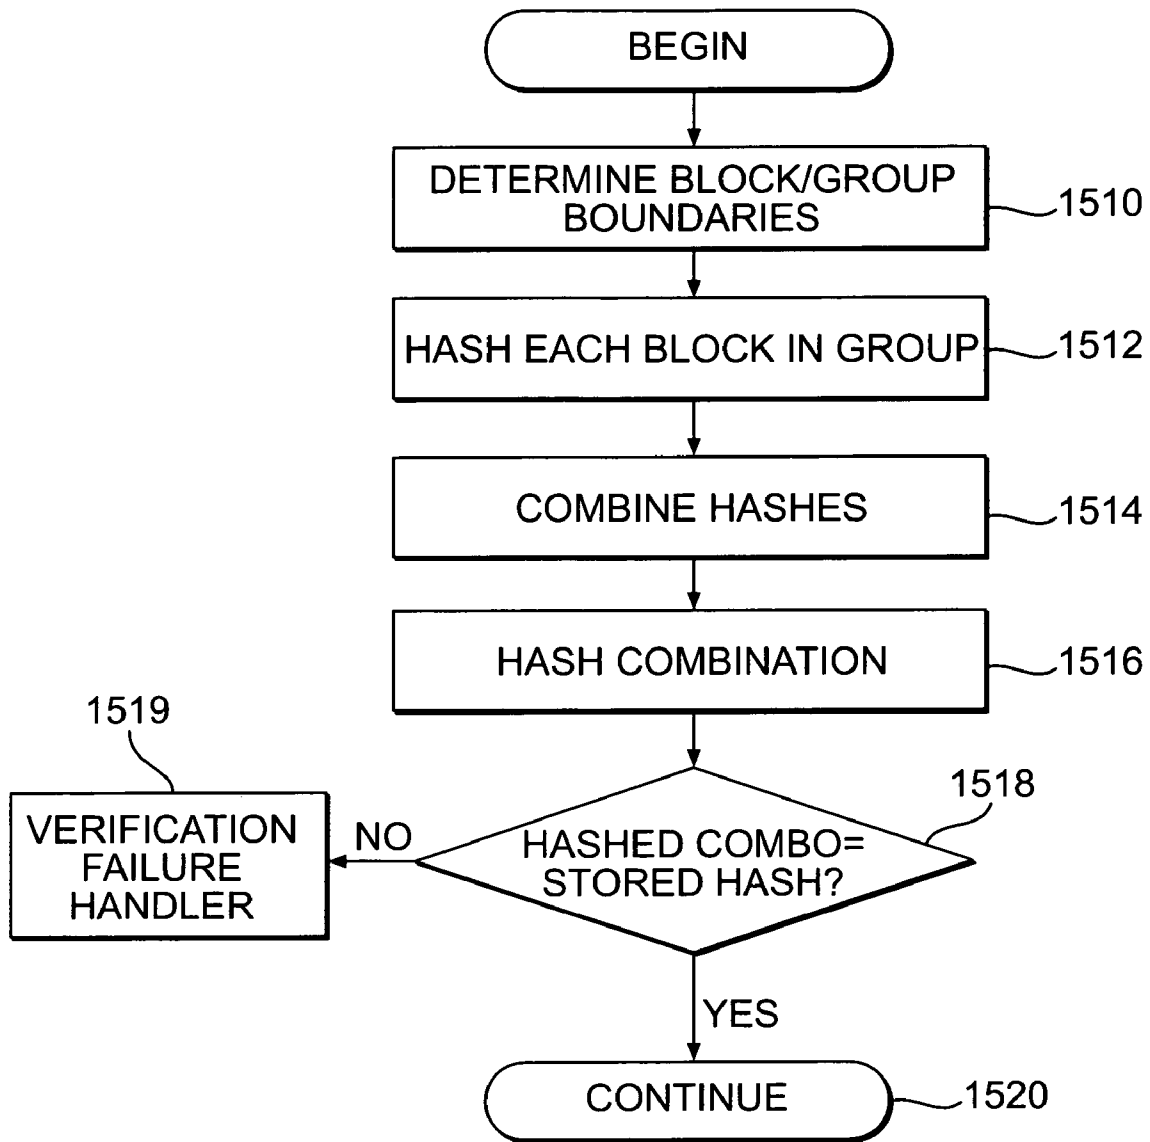 BEGIN
DETERMINE BLOCK/GROUP
BOUNDARIES
1510
HASH EACH BLOCK IN GROUP
1512
COMBINE HASHES
1514
HASH COMBINATION
1516
1519
1518
VERIFICATION
FAILURE
HANDLER
NO
HASHED COMBO=
STORED HASH?
YES
CONTINUE
1520